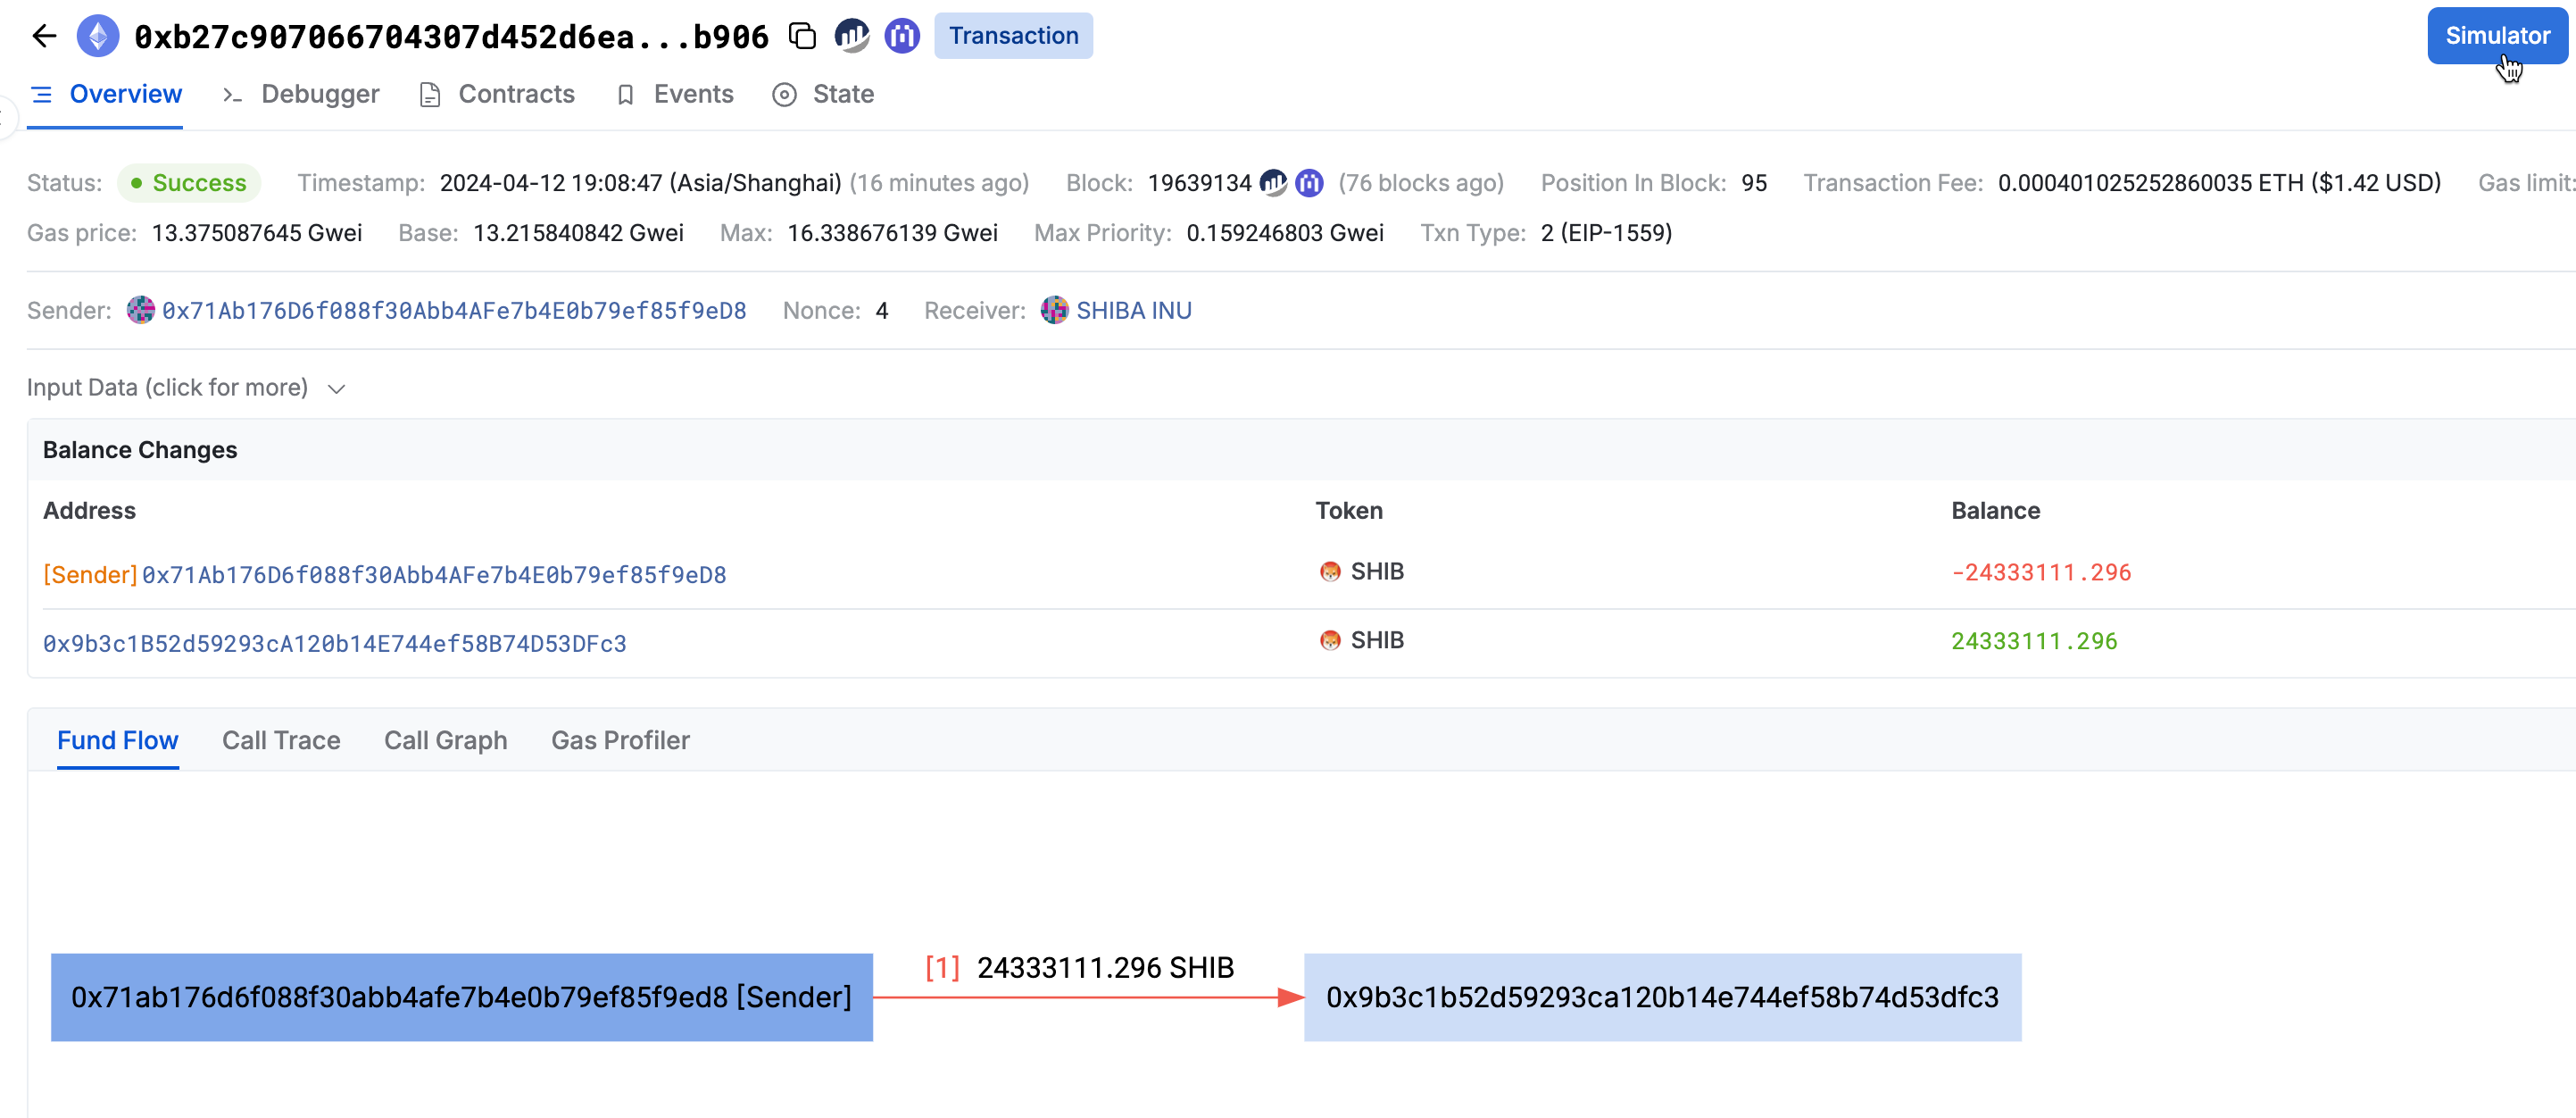 0xb27c907066704307d452d6ea...b906 Transaction Simulator
Overview Debugger Contracts Events State
Status: Success Timestamp: 2024-04-12 19:08:47 (Asia/Shanghai) (16 minutes ago) Block: 19639134 (76 blocks ago) Position In Block: 95 Transaction Fee: 0.000401025252860035 ETH ($1.42 USD) Gas limit:
Gas price: 13.375087645 Gwei Base: 13.215840842 Gwei Max: 16.338676139 Gwei Max Priority: 0.159246803 Gwei Txn Type: 2 (EIP-1559)
Sender: 0x71Ab176D6f088f30Abb4AFe7b4E0b79ef85f9eD8 Nonce: 4 Receiver: SHIBA INU
Input Data (click for more)
Balance Changes
Address Token Balance
[Sender] 0x71Ab176D6f088f30Abb4AFe7b4E0b79ef85f9eD8 SHIB -24333111.296
0x9b3c1B52d59293cA120b14E744ef58B74D53DFc3 SHIB 24333111.296
Fund Flow Call Trace Call Graph Gas Profiler
[1] 24333111.296 SHIB
0x71ab176d6f088f30abb4afe7b4e0b79ef85f9ed8 [Sender] 0x9b3c1b52d59293ca120b14e744ef58b74d53dfc3